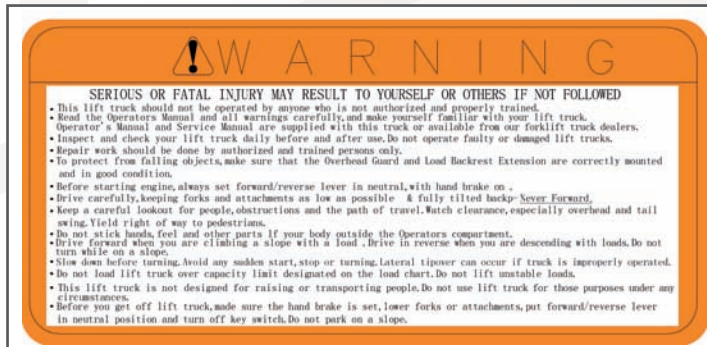 WARNING
SERIOUS OR FATAL INJURY MAY RESULT TO YOURSELF OR OTHERS IF NOT FOLLOWED
• This lift truck should not be operated by anyone who is not authorized and properly trained.
• Read the Operators Manual and all warnings carefully,and make yourself familiar with your lift truck.
Operator's Manual and Service Manual are supplied with this truck or available from our forklift truck dealers.
• Inspect and check your lift truck daily before and after use.Do not operate faulty or damaged lift trucks.
• Repair work should be done by authorized and trained persons only.
• To protect from falling objects,make sure that the Overhead Guard and Load Backrest Extension are correctly mounted
and in good condition.
• Before starting engine,always set forward/reverse lever in neutral,with hand brake on .
• Drive carefully,keeping forks and attachments as low as possible & fully tilted backp-Never Forward.
• Keep a careful lookout for people,obstructions and the path of travel.Watch clearance,especially overhead and tail
swing.Yield right of way to pedestrians.
• Do not stick hands,feel and other parts If your body outside the Operators compartment.
• Drive forward when you are climbing a slope with a load .Drive in reverse when you are descending with loads.Do not
turn while on a slope.
• Slow down before turning.Avoid any sudden start,stop or turning.Lateral tipover can occur if truck is improperly operated.
• Do not load lift truck over capacity limit designated on the load chart.Do not lift unstable loads.
• This lift truck is not designed for raising or transporting people.Do not use lift truck for those purposes under any
circumstances.
• Before you get off lift truck,made sure the hand brake is set,lower forks or attachments,put forward/reverse lever
in neutral position and turn off key switch.Do not park on a slope.